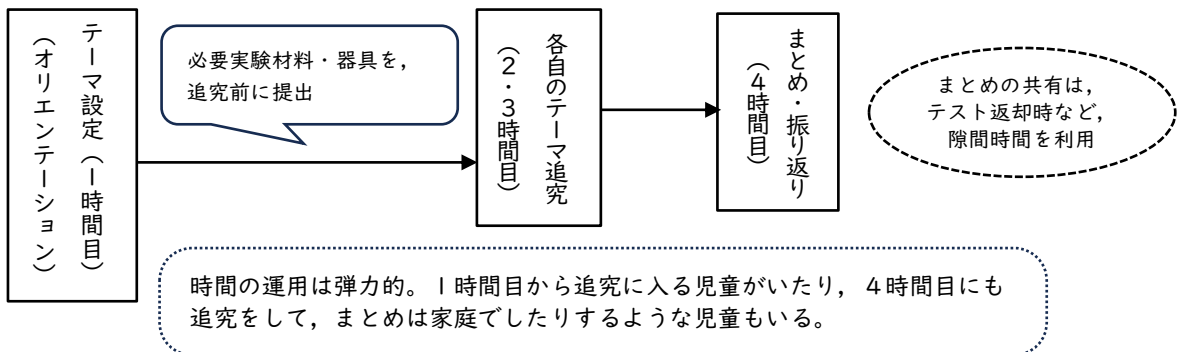 テーマ設定（１時間目）
（オリエンテーション）
必要実験材料・器具を，
追究前に提出
各自のテーマ追究
（２・３時間目）
まとめ・振り返り
（４時間目）
まとめの共有は，
テスト返却時など，
隙間時間を利用
時間の運用は弾力的。１時間目から追究に入る児童がいたり，４時間目にも
追究をして，まとめは家庭でしたりするような児童もいる。